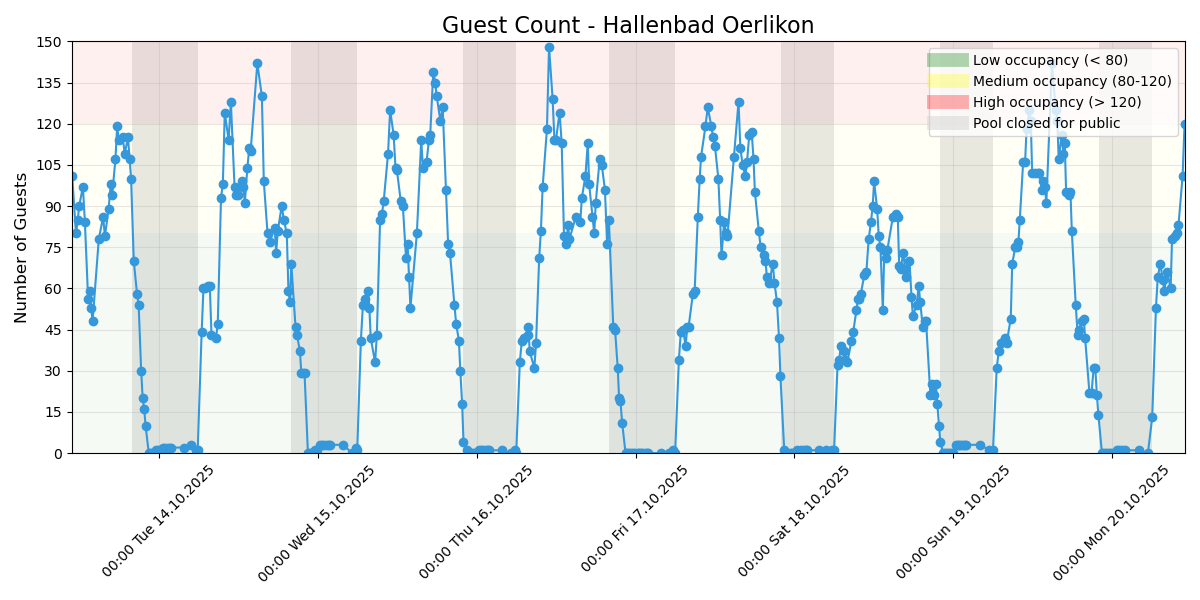 Guest Count - Hallenbad Oerlikon
Number of Guests
150
135
120
105
90
75
60
45
30
15
0
Low occupancy (< 80)
Medium occupancy (80-120)
High occupancy (> 120)
Pool closed for public
00:00 Tue 14.10.2025
00:00 Wed 15.10.2025
00:00 Thu 16.10.2025
00:00 Fri 17.10.2025
00:00 Sat 18.10.2025
00:00 Sun 19.10.2025
00:00 Mon 20.10.2025